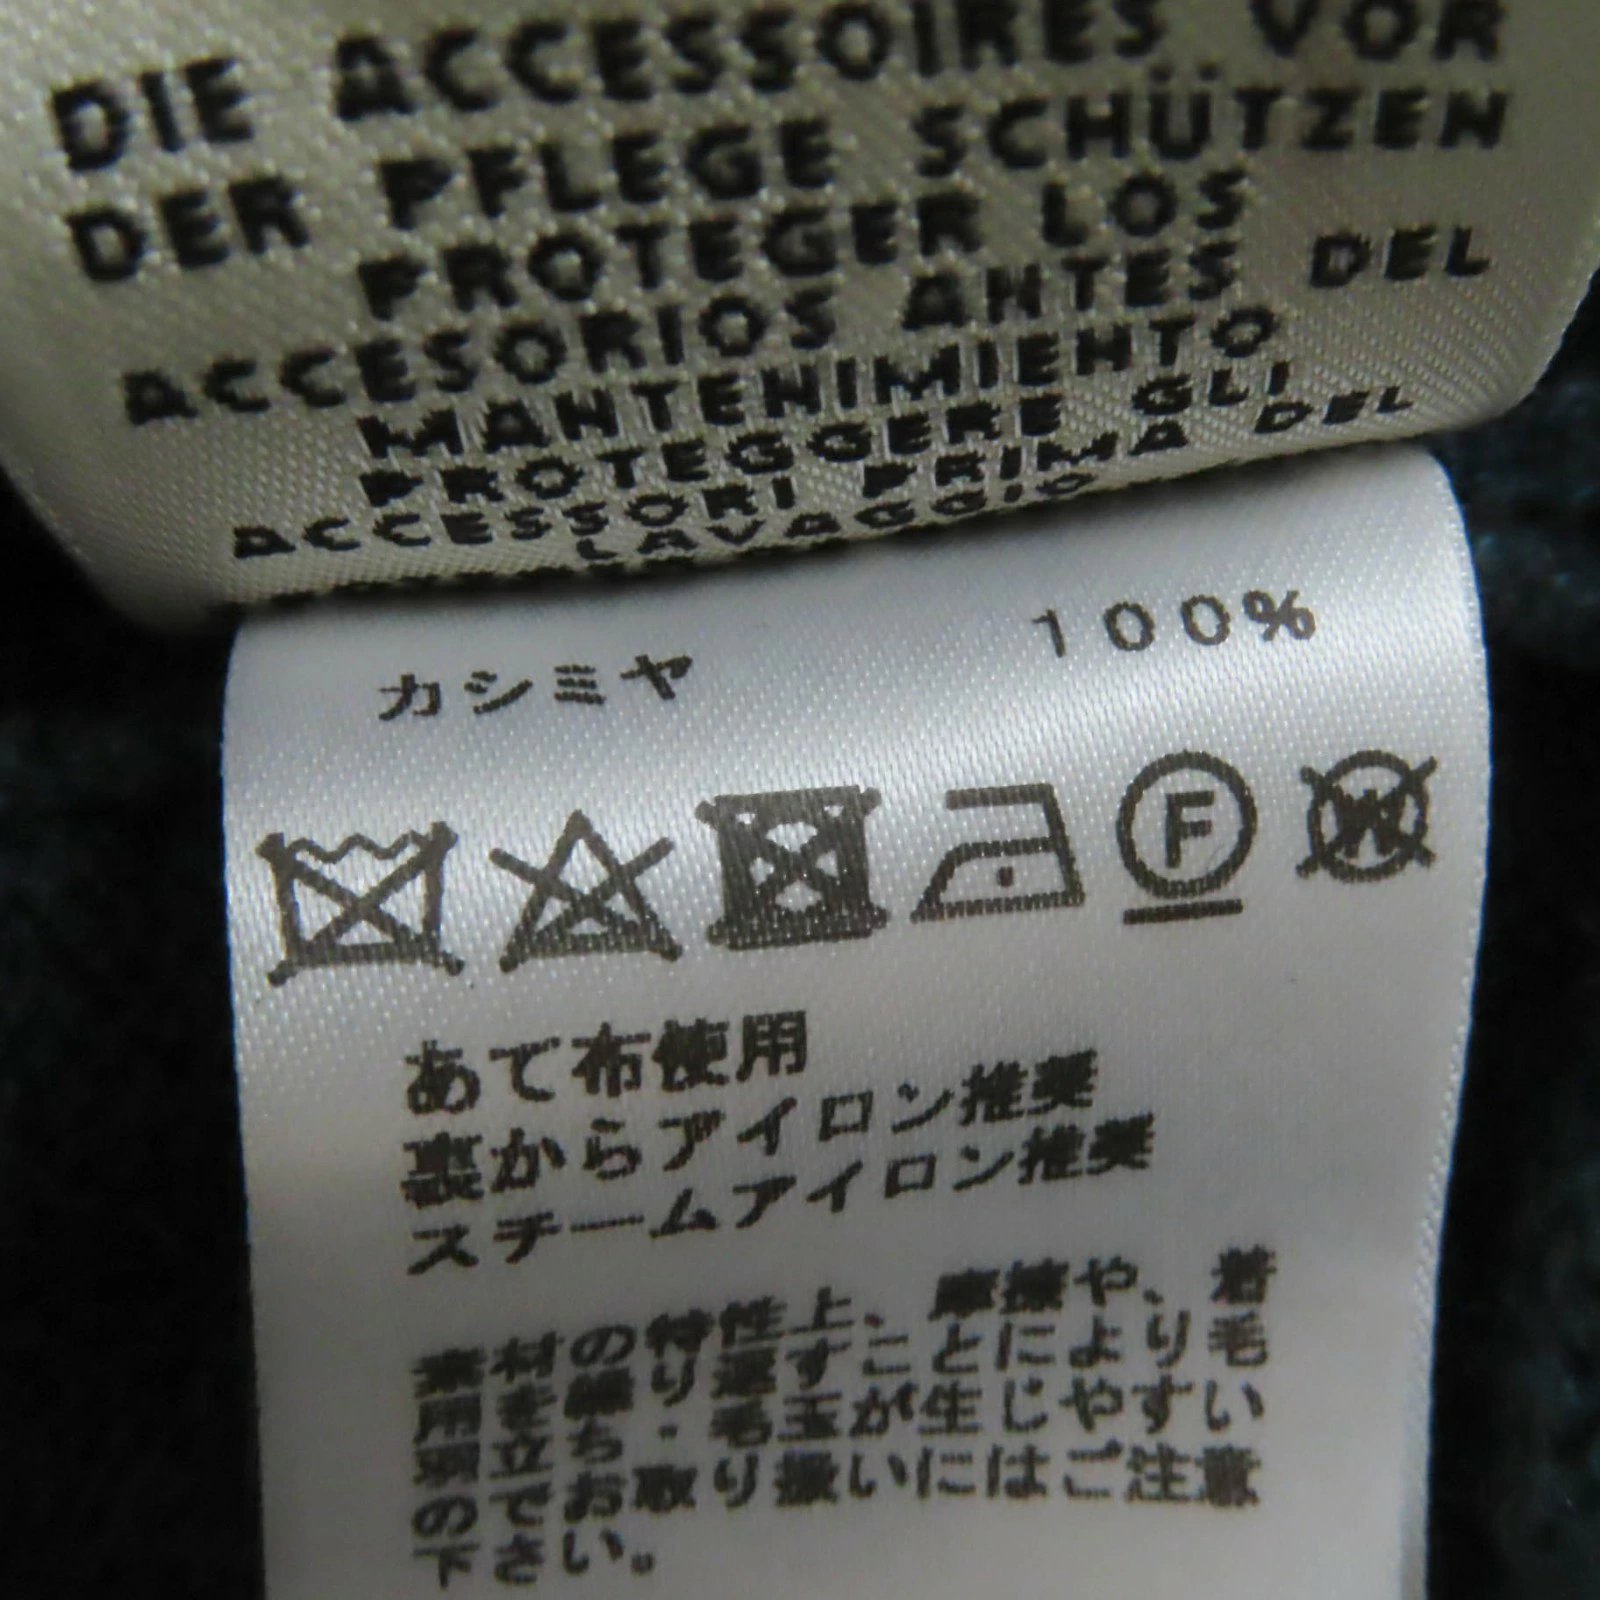 DIE ACCESSOIRES VOR
DER PFLEGE SCHÜTZEN
PROTEGER LOS
ACCESORIOS ANTES DEL
MANTENIMIENTO
PROTEGGERE GLI
ACCESSORI PRIMA DEL
LAVAGGIO
カシミヤ 100%
F W
あて布使用
裏からアイロン推奨
スチームアイロン推奨
素材の特性上、摩擦や、着
用を繰り返すことにより毛
羽立ち・毛玉が生じやすい
のでお取り扱いにはご注意
下さい。